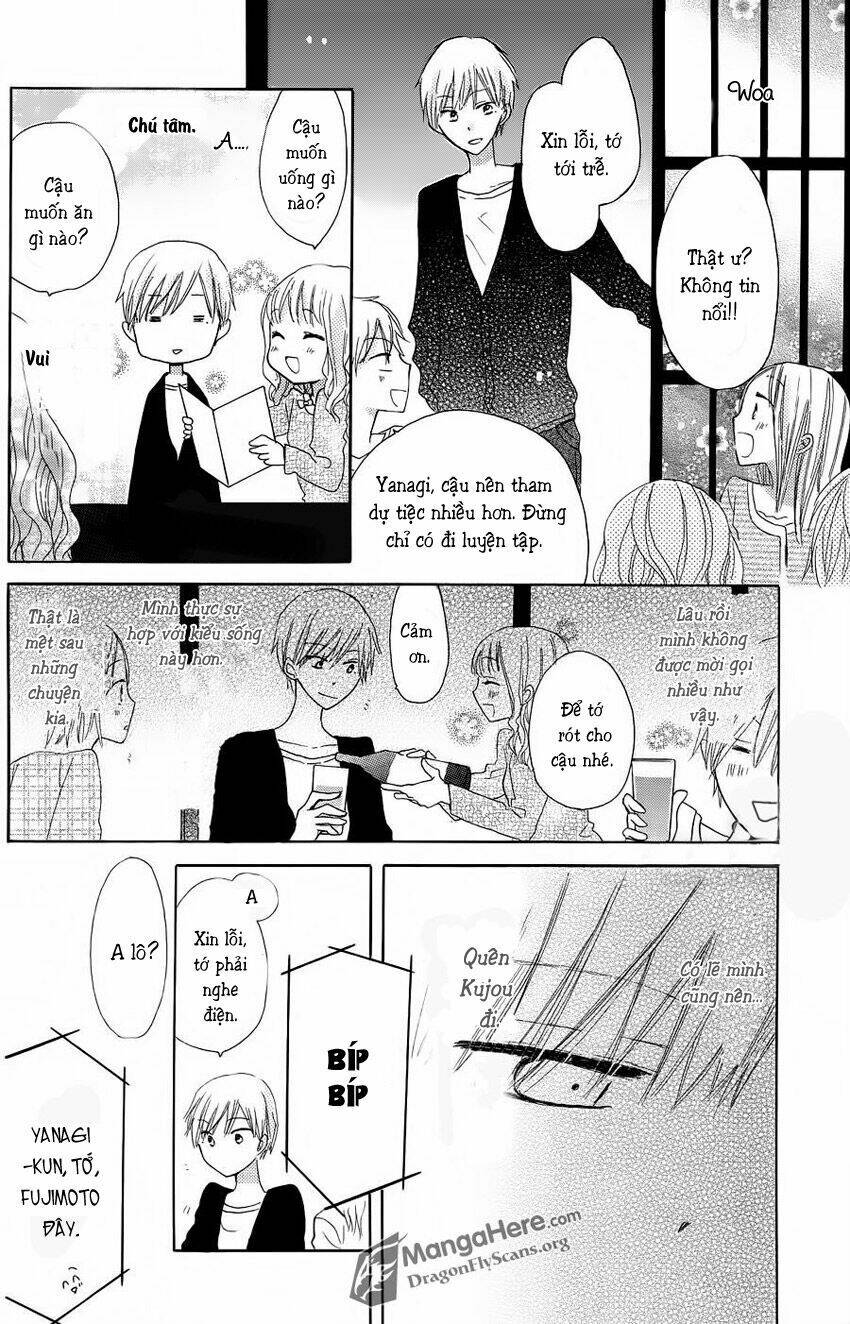 Woa
Xin lỗi, tớ
tới trễ.
Thật ư?
Không tin
nổi!!
Yanagi, cậu nên tham
dự tiệc nhiều hơn. Đừng
chỉ có đi luyện tập.
Cậu
muốn
uống gì
nào?
A....
Chú tâm.
Cậu
muốn ăn
gì nào?
Vui
Lâu rồi
mình không
được mời gọi
nhiều như
vậy.
Để tớ
rót cho
cậu nhé.
Cảm
ơn.
Mình thực sự
hợp với kiểu sống
này hơn.
Thật là
mệt sau
những
chuyện
kia.
Có lẽ mình
cũng nên...
Quên
Kujou
đi.
BÍP
BÍP
A
Xin lỗi,
tớ phải
nghe
điện.
A lô?
YANAGI
-KUN, TỚ,
FUJIMOTO
ĐÂY.
MangaHere.com
DragonFlyScans.org